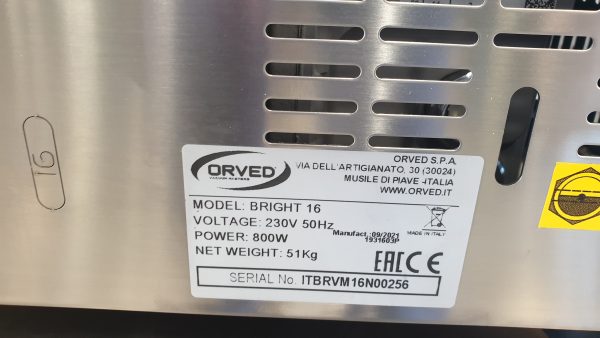 16
ORVED
VACUUM SYSTEMS
ORVED S.P.A.
VIA DELL'ARTIGIANATO, 30 (30024)
MUSILE DI PIAVE -ITALIA
WWW.ORVED.IT
MODEL: BRIGHT 16
VOLTAGE: 230V 50Hz
POWER: 800W
NET WEIGHT: 51Kg
Manufact.:09/2021
1931603P
MADE IN ITALY
EAC CE
SERIAL No. ITBRVM16N00256